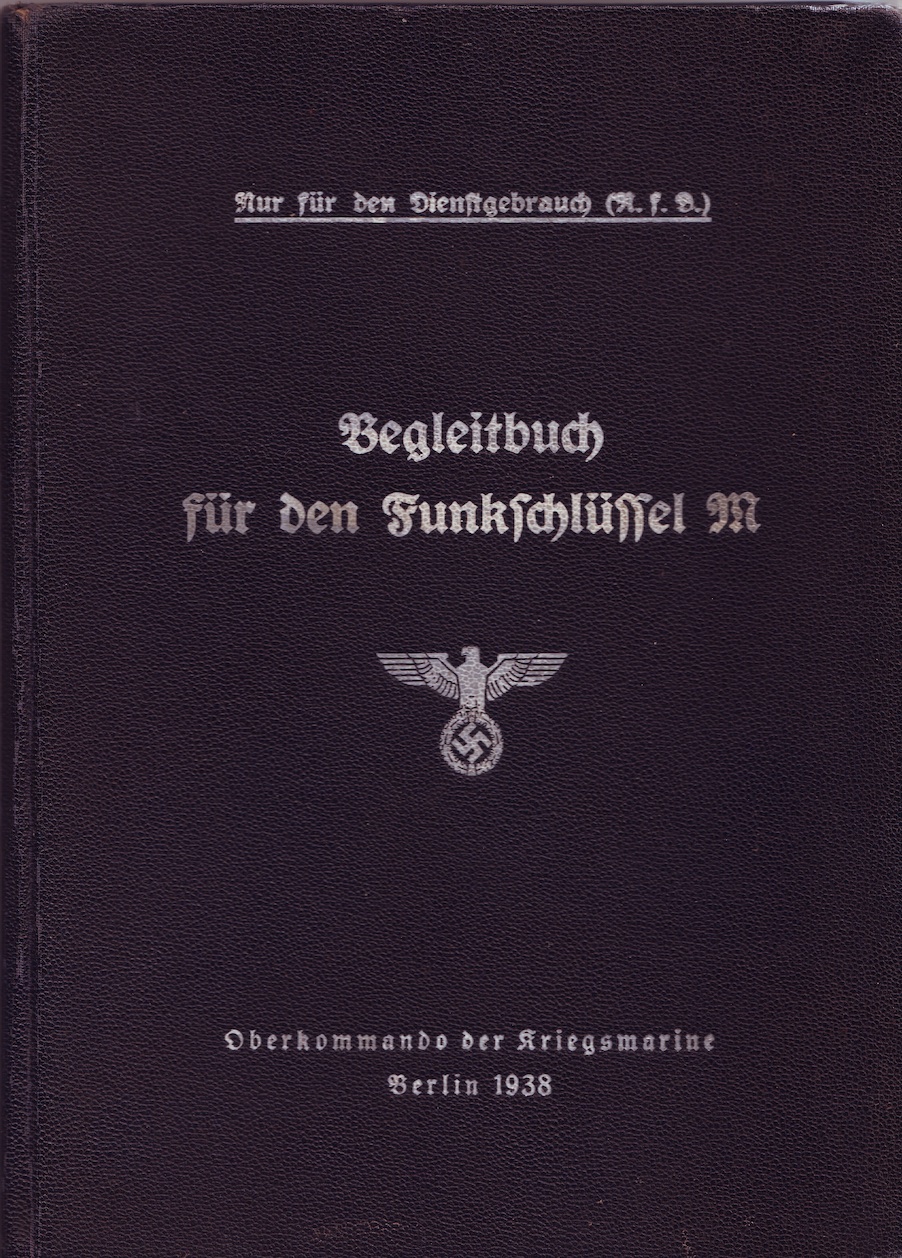 Nur für den Dienstgebrauch (N. f. D.)
Begleitbuch
für den Funkschlüssel M
Oberkommando der Kriegsmarine
Berlin 1938